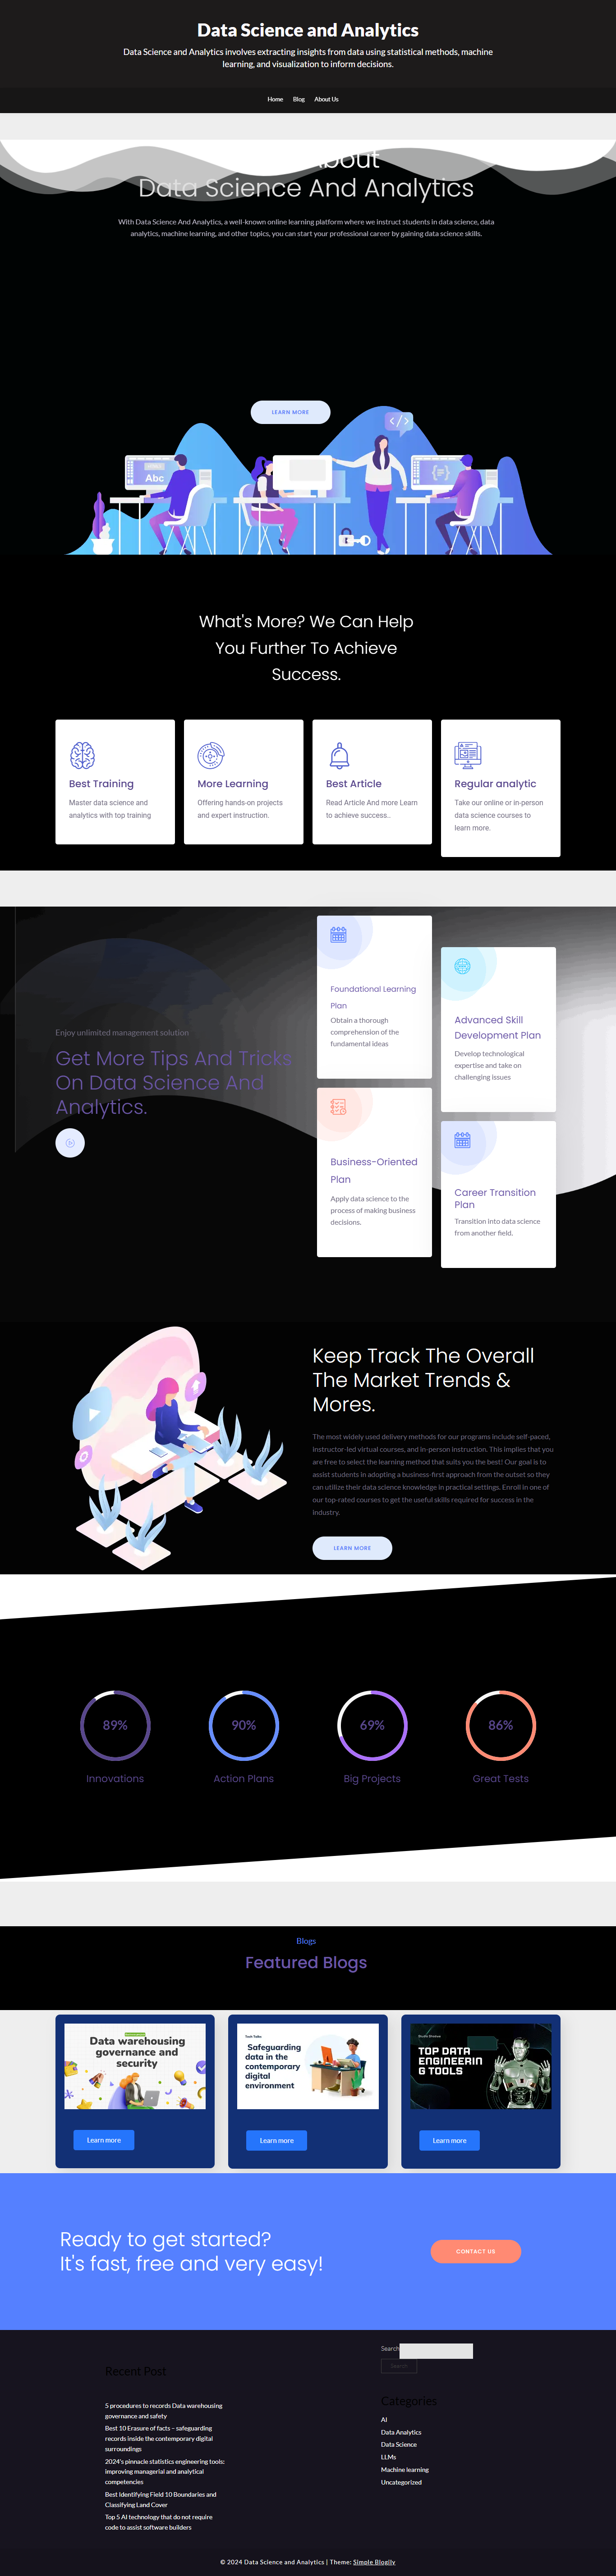 Data Science and Analytics
Data Science and Analytics involves extracting insights from data using statistical methods, machine
learning, and visualization to inform decisions.
Home Blog About Us
About
Data Science And Analytics
With Data Science And Analytics, a well-known online learning platform where we instruct students in data science, data
analytics, machine learning, and other topics, you can start your professional career by gaining data science skills.
LEARN MORE
Abc
What's More? We Can Help
You Further To Achieve
Success.
Best Training
Master data science and
analytics with top training
More Learning
Offering hands-on projects
and expert instruction.
Best Article
Read Article And more Learn
to achieve success..
Regular analytic
Take our online or in-person
data science courses to
learn more.
Enjoy unlimited management solution
Get More Tips And Tricks
On Data Science And
Analytics.
Foundational Learning
Plan
Obtain a thorough
comprehension of the
fundamental ideas
Advanced Skill
Development Plan
Develop technological
expertise and take on
challenging issues
Business-Oriented
Plan
Apply data science to the
process of making business
decisions.
Career Transition
Plan
Transition into data science
from another field.
Keep Track The Overall
The Market Trends &
Mores.
The most widely used delivery methods for our programs include self-paced,
instructor-led virtual courses, and in-person instruction. This implies that you
are free to select the learning method that suits you the best! Our goal is to
assist students in adopting a business-first approach from the outset so they
can utilize their data science knowledge in practical settings. Enroll in one of
our top-rated courses to get the useful skills required for success in the
industry.
LEARN MORE
89%
Innovations
90%
Action Plans
69%
Big Projects
86%
Great Tests
Blogs
Featured Blogs
Data warehousing
governance and
security
Learn more
Tech Talks
Safeguarding
data in the
contemporary
digital
environment
Learn more
TOP DATA
ENGINEERIN
G TOOLS
Learn more
Ready to get started?
It's fast, free and very easy!
CONTACT US
Recent Post
5 procedures to records Data warehousing
governance and safety
Best 10 Erasure of facts – safeguarding
records inside the contemporary digital
surroundings
2024's pinnacle statistics engineering tools:
improving managerial and analytical
competencies
Best Identifying Field 10 Boundaries and
Classifying Land Cover
Top 5 AI technology that do not require
code to assist software builders
Search
Search
Categories
AI
Data Analytics
Data Science
LLMs
Machine learning
Uncategorized
© 2024 Data Science and Analytics | Theme: Simple Blogily